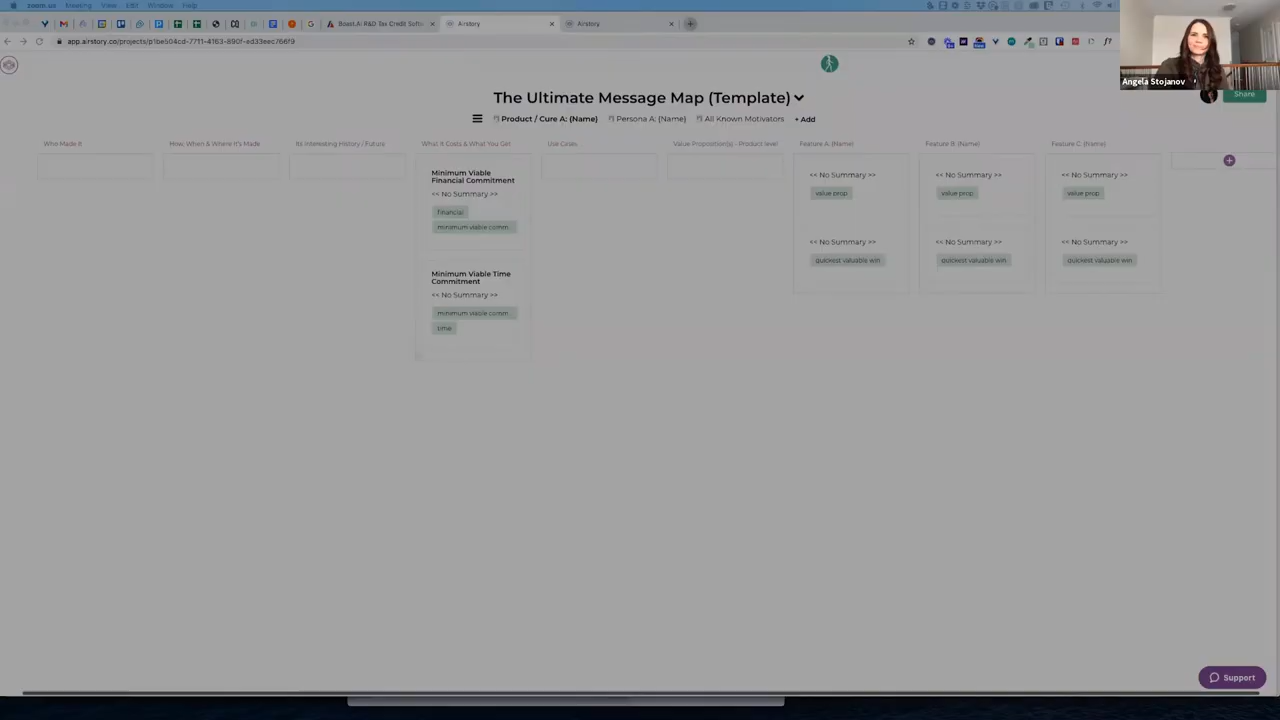 zoom.us Meeting View Edit Window Help
Boast.AI R&D Tax Credit Softw
Airstory
Airstory
app.airstory.co/projects/p1be504cd-7711-4163-890f-ed33eec766f9
Angela Stojanov
Share
The Ultimate Message Map (Template)
Product / Cure A: (Name)
Persona A: (Name)
All Known Motivators
+ Add
Who Made It
How, When & Where It's Made
Its Interesting History / Future
What It Costs & What You Get
Use Cases
Value Proposition(s) - Product level
Feature A: (Name)
Feature B: (Name)
Feature C: (Name)
Minimum Viable
Financial Commitment
<< No Summary >>
financial
minimum viable comm...
Minimum Viable Time
Commitment
<< No Summary >>
minimum viable comm...
time
<< No Summary >>
value prop
<< No Summary >>
quickest valuable win
<< No Summary >>
value prop
<< No Summary >>
quickest valuable win
<< No Summary >>
value prop
<< No Summary >>
quickest valuable win
Support